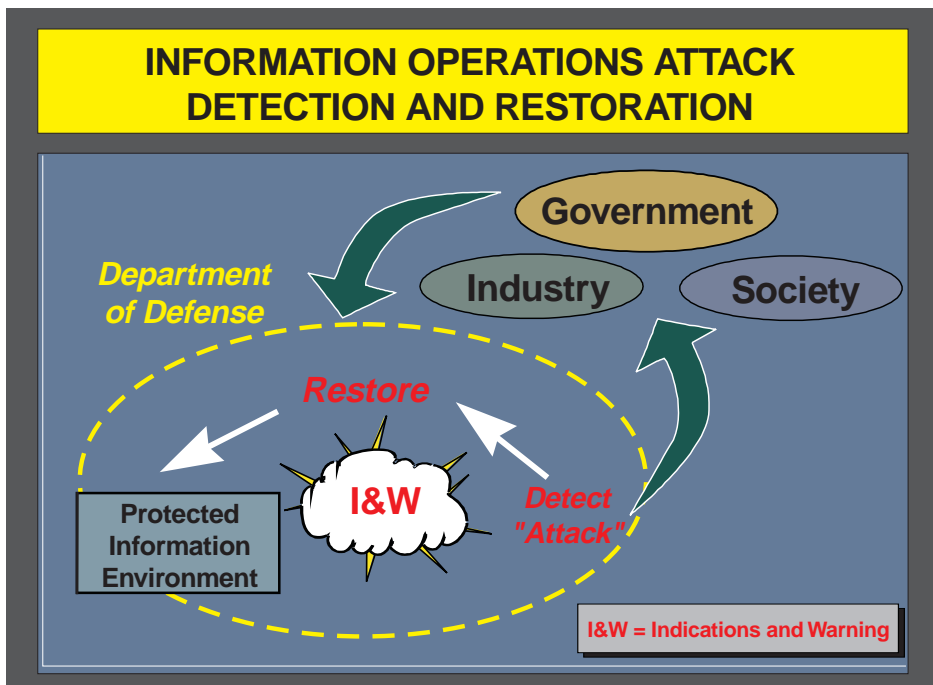 INFORMATION OPERATIONS ATTACK
DETECTION AND RESTORATION
Government
Industry
Society
Department
of Defense
Restore
I&W
Detect
"Attack"
Protected
Information
Environment
I&W = Indications and Warning